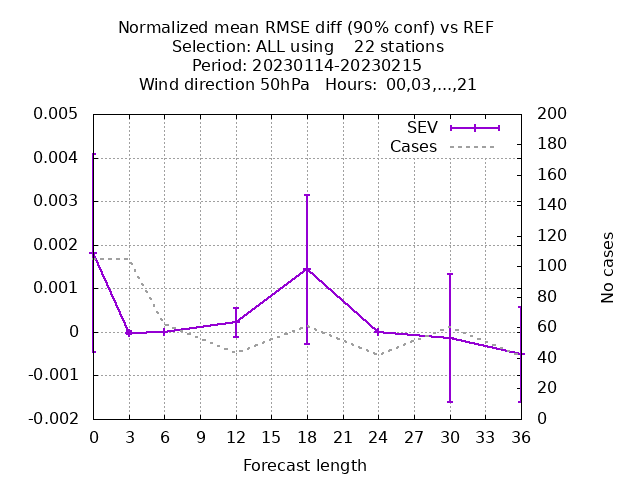 Normalized mean RMSE diff (90% conf) vs REF
Selection: ALL using    22 stations
Period: 20230114-20230215
Wind direction 50hPa   Hours:  00,03,...,21
0.005
0.004
0.003
0.002
0.001
0
-0.001
-0.002
200
180
160
140
120
100
80
60
40
20
0
SEV
Cases
No cases
0 3 6 9 12 15 18 21 24 27 30 33 36
Forecast length